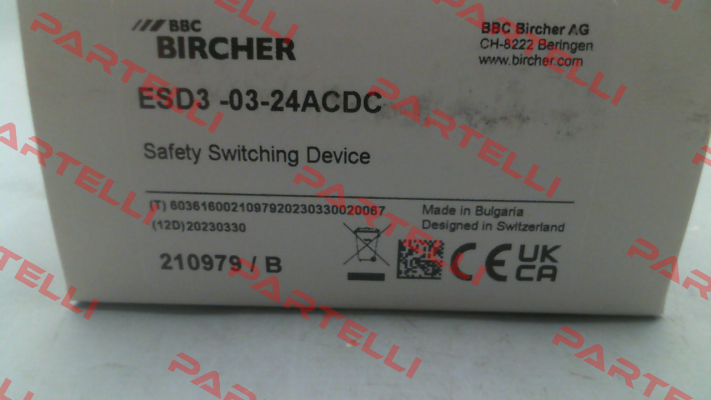 BBC
BIRCHER
BBC Bircher AG
CH-8222 Beringen
www.bircher.com
ESD3 -03-24ACDC
Safety Switching Device
(T) 6036160021097920230330020067
(12D)20230330
Made in Bulgaria
Designed in Switzerland
210979 / B
CE
UK
CA
PARTELLI
PARTELLI
PARTELLI
PARTELLI
PARTELLI
PARTELLI
PARTELLI